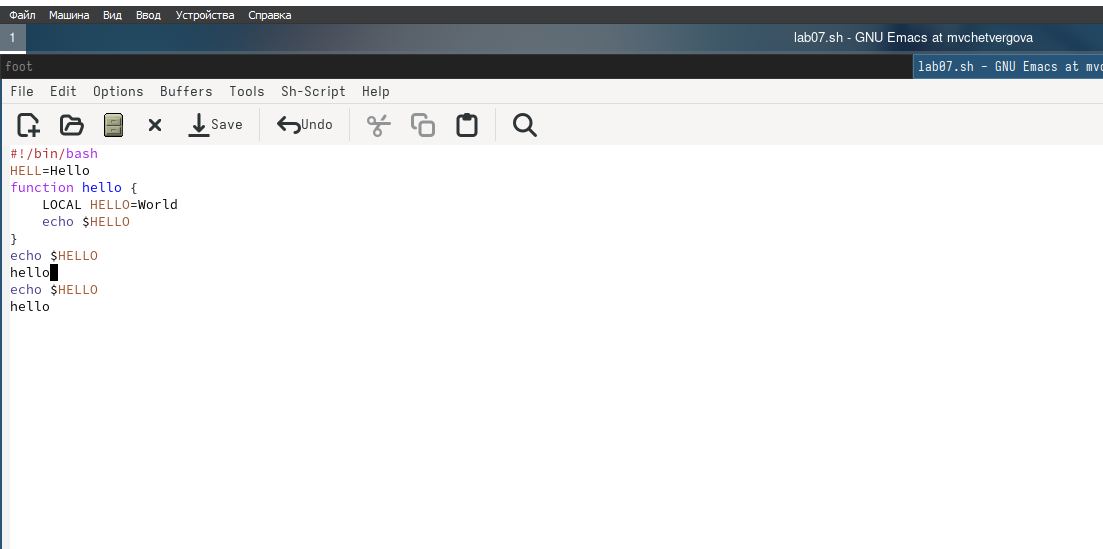 Файл Машина Вид Ввод Устройства Справка
1 lab07.sh - GNU Emacs at mvchetvergova
foot lab07.sh - GNU Emacs at mvc
File Edit Options Buffers Tools Sh-Script Help
Save Undo
#!/bin/bash
HELL=Hello
function hello {
    LOCAL HELLO=World
    echo $HELLO
}
echo $HELLO
hello
echo $HELLO
hello